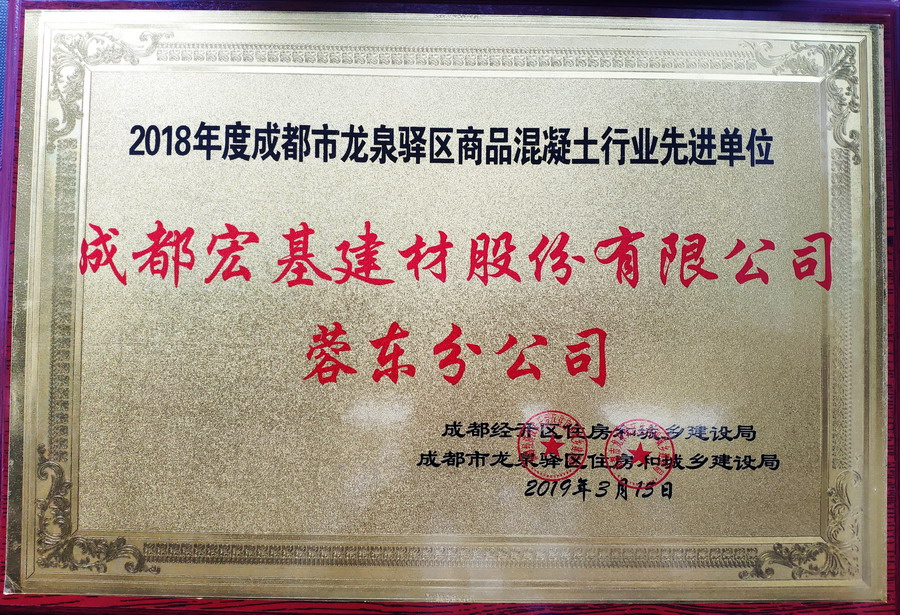 2018年度成都市龙泉驿区商品混凝土行业先进单位
成都宏基建材股份有限公司
蓉东分公司
成都经开区住房和城乡建设局
成都市龙泉驿区住房和城乡建设局
2019年3月15日